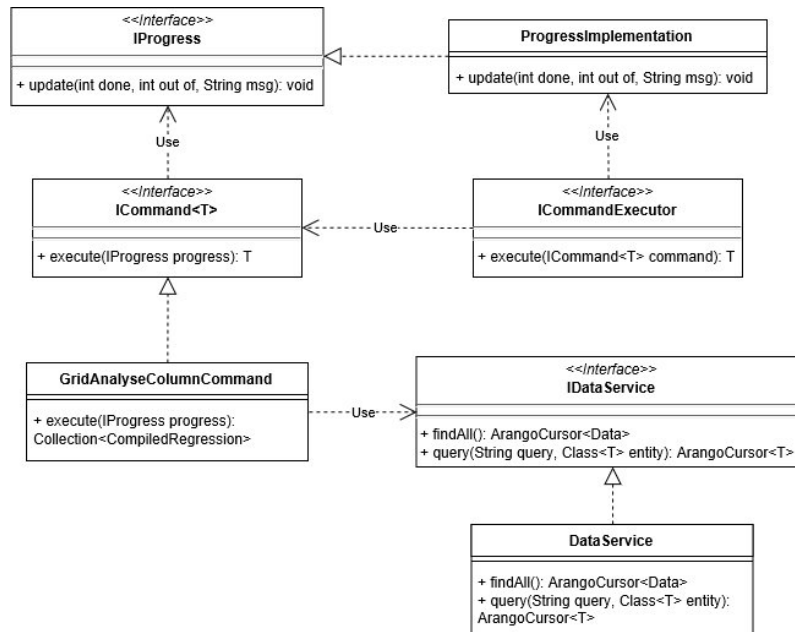 <<Interface>>
IProgress
+ update(int done, int out of, String msg): void
ProgressImplementation
+ update(int done, int out of, String msg): void
Use
Use
<<Interface>>
ICommand<T>
+ execute(IProgress progress): T
Use
<<Interface>>
ICommandExecutor
+ execute(ICommand<T> command): T
GridAnalyseColumnCommand
+ execute(IProgress progress):
Collection<CompiledRegression>
Use
<<Interface>>
IDataService
+ findAll(): ArangoCursor<Data>
+ query(String query, Class<T> entity): ArangoCursor<T>
DataService
+ findAll(): ArangoCursor<Data>
+ query(String query, Class<T> entity):
ArangoCursor<T>